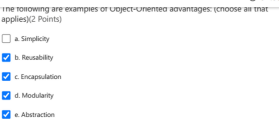 The following are examples of Object-Oriented advantages: (choose all that
applies)(2 Points)
a. Simplicity
b. Reusability
c. Encapsulation
d. Modularity
e. Abstraction